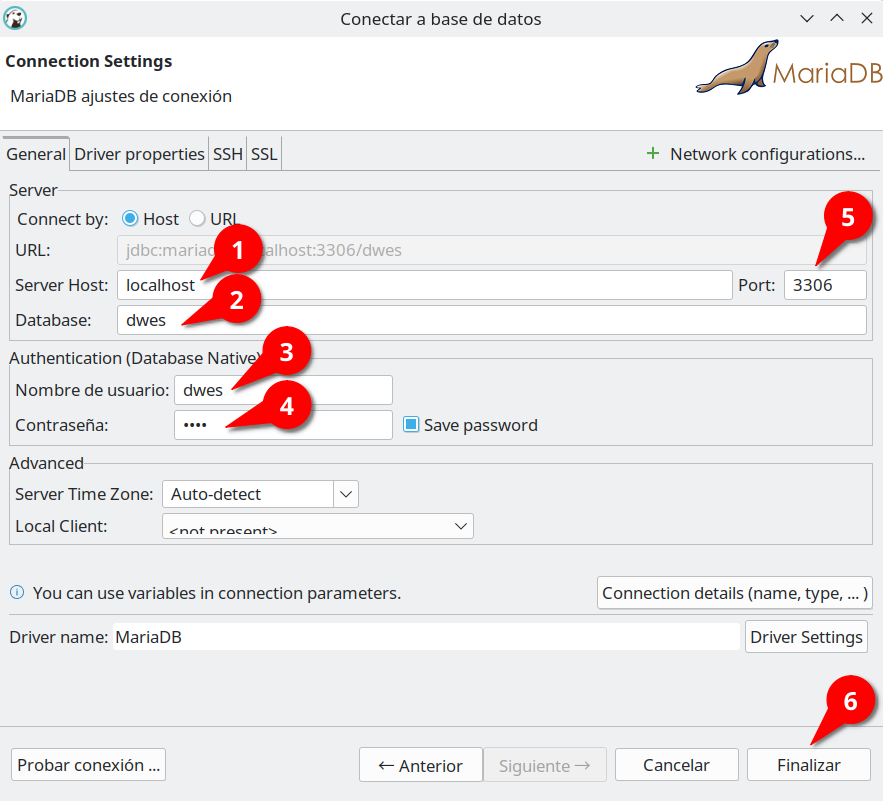 Conectar a base de datos
Connection Settings
MariaDB ajustes de conexión
MariaDB
General Driver properties SSH SSL + Network configurations...
Server
Connect by: Host URL
5
URL: jdbc:maria alhost:3306/dwes
1
Server Host: localhost Port: 3306
2
Database: dwes
Authentication (Database Native)
3
Nombre de usuario: dwes
4
Contraseña: •••• Save password
Advanced
Server Time Zone: Auto-detect
Local Client: <not present>
You can use variables in connection parameters. Connection details (name, type, ... )
Driver name: MariaDB Driver Settings
6
Probar conexión ... ← Anterior Siguiente → Cancelar Finalizar